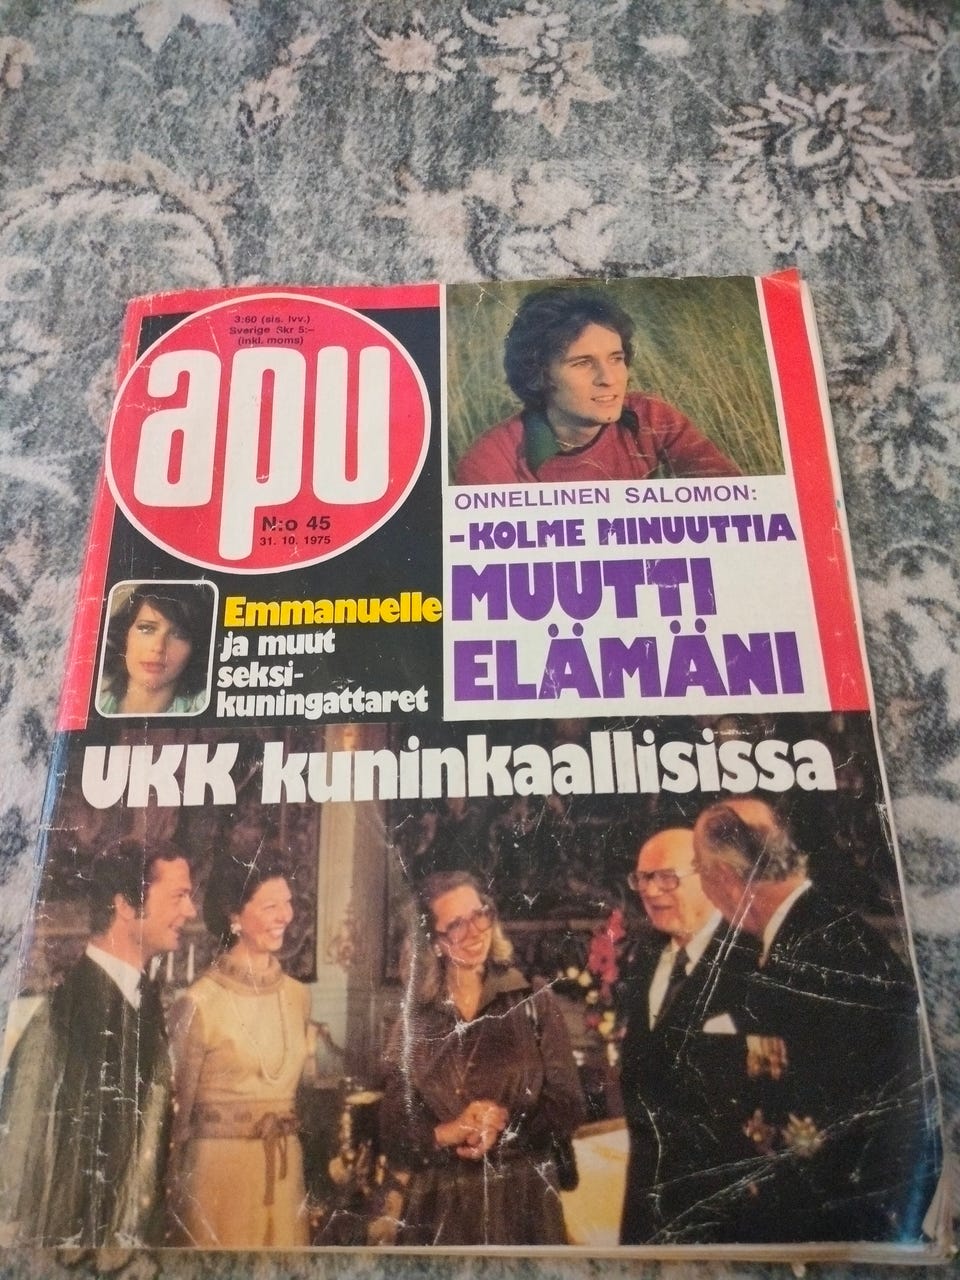 3:60 (sis. lvv.)
Sverige Skr 5:-
(inkl. moms)
apu
N:o 45
31. 10. 1975
ONNELLINEN SALOMON:
-KOLME MINUUTTIA
MUUTTI
ELÄMÄNI
Emmanuelle
ja muut
seksi-
kuningattaret
UKK kuninkaallisissa